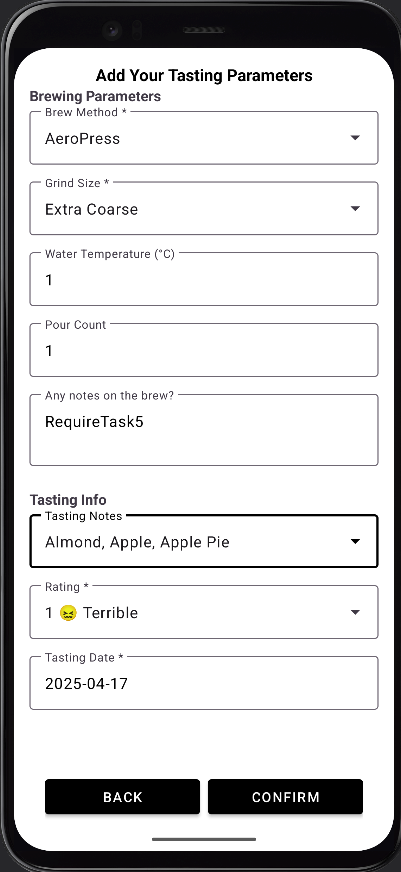 Add Your Tasting Parameters
Brewing Parameters
Brew Method *
AeroPress
Grind Size *
Extra Coarse
Water Temperature (°C)
1
Pour Count
1
Any notes on the brew?
RequireTask5
Tasting Info
Tasting Notes
Almond, Apple, Apple Pie
Rating *
1 😖 Terrible
Tasting Date *
2025-04-17
BACK CONFIRM